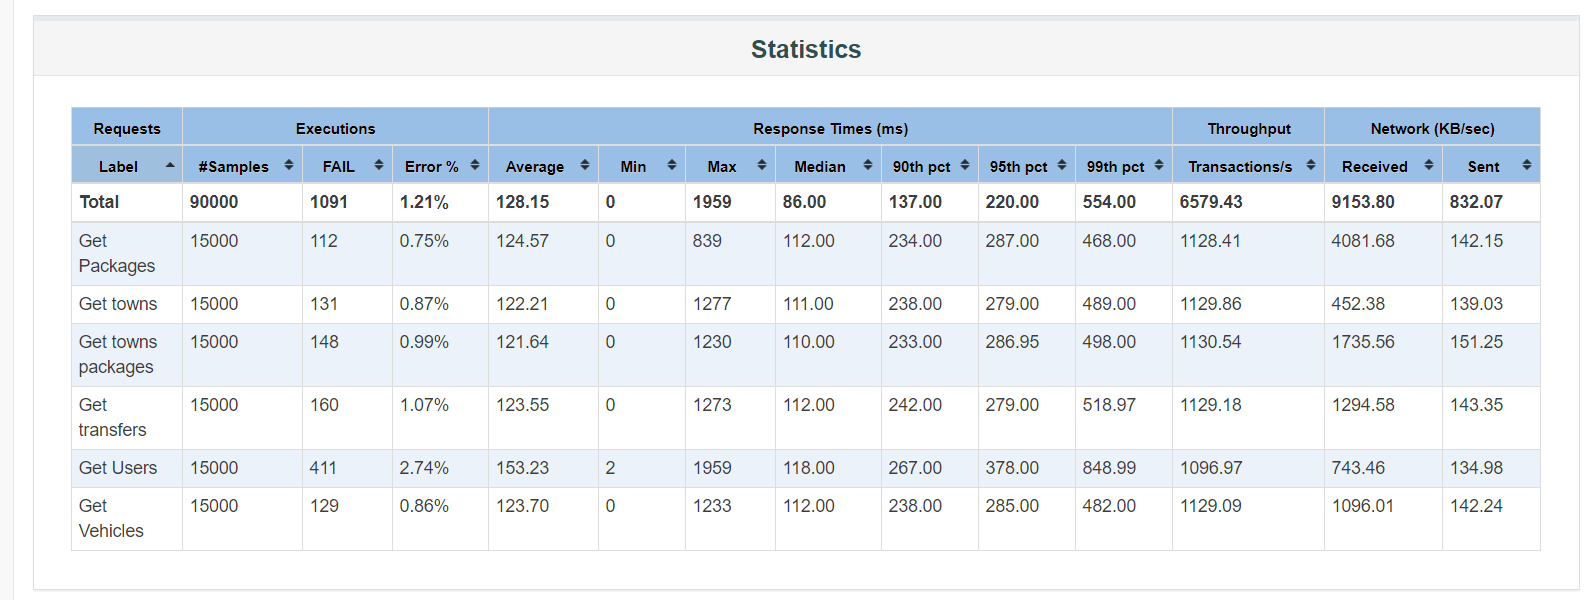 Statistics
Requests Executions Response Times (ms) Throughput Network (KB/sec)
Label #Samples FAIL Error % Average Min Max Median 90th pct 95th pct 99th pct Transactions/s Received Sent
Total 90000 1091 1.21% 128.15 0 1959 86.00 137.00 220.00 554.00 6579.43 9153.80 832.07
Get 15000 112 0.75% 124.57 0 839 112.00 234.00 287.00 468.00 1128.41 4081.68 142.15
Packages
Get towns 15000 131 0.87% 122.21 0 1277 111.00 238.00 279.00 489.00 1129.86 452.38 139.03
Get towns 15000 148 0.99% 121.64 0 1230 110.00 233.00 286.95 498.00 1130.54 1735.56 151.25
packages
Get 15000 160 1.07% 123.55 0 1273 112.00 242.00 279.00 518.97 1129.18 1294.58 143.35
transfers
Get Users 15000 411 2.74% 153.23 2 1959 118.00 267.00 378.00 848.99 1096.97 743.46 134.98
Get 15000 129 0.86% 123.70 0 1233 112.00 238.00 285.00 482.00 1129.09 1096.01 142.24
Vehicles